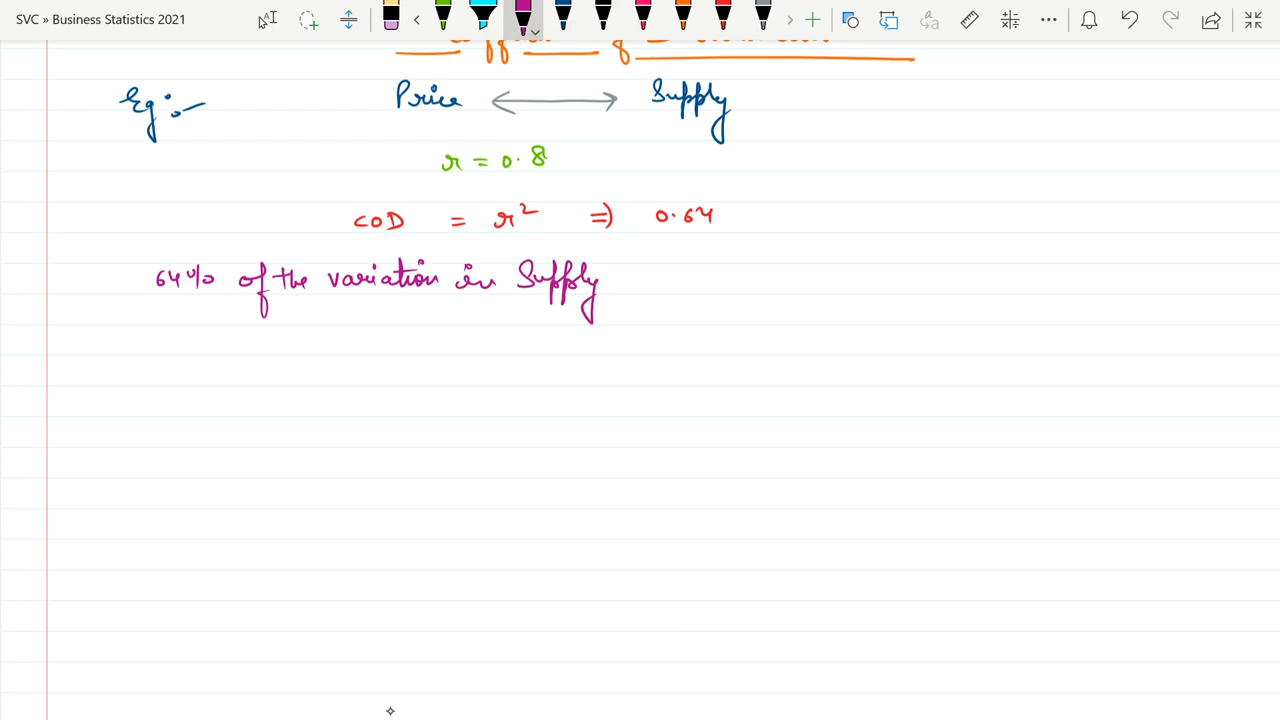 SVC » Business Statistics 2021
Eg:- Price Supply
r = 0.8
COD = r² ⇒ 0.64
64% of the variation in Supply